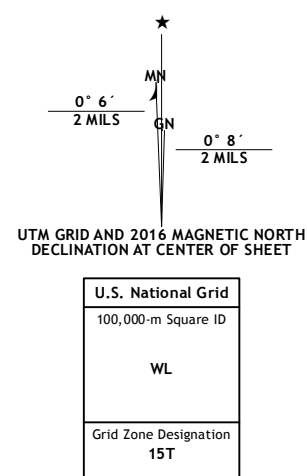 MN
0° 6´
2 MILS
GN
0° 8´
2 MILS
UTM GRID AND 2016 MAGNETIC NORTH
DECLINATION AT CENTER OF SHEET
U.S. National Grid
100,000-m Square ID
WL
Grid Zone Designation
15T